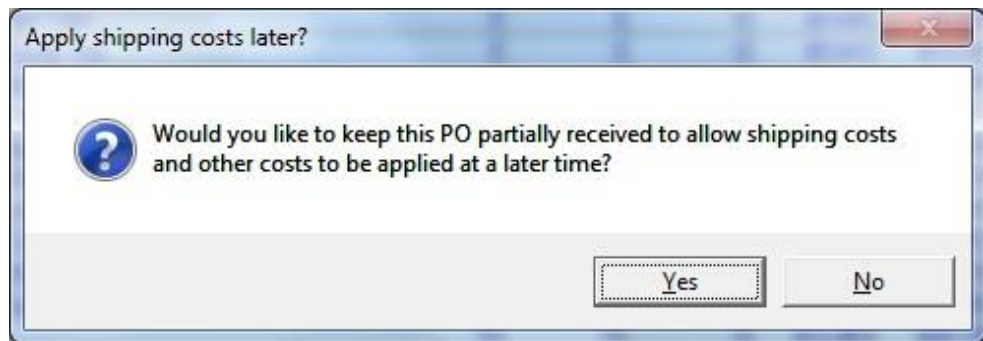 Apply shipping costs later?
Would you like to keep this PO partially received to allow shipping costs
and other costs to be applied at a later time?
Yes
No